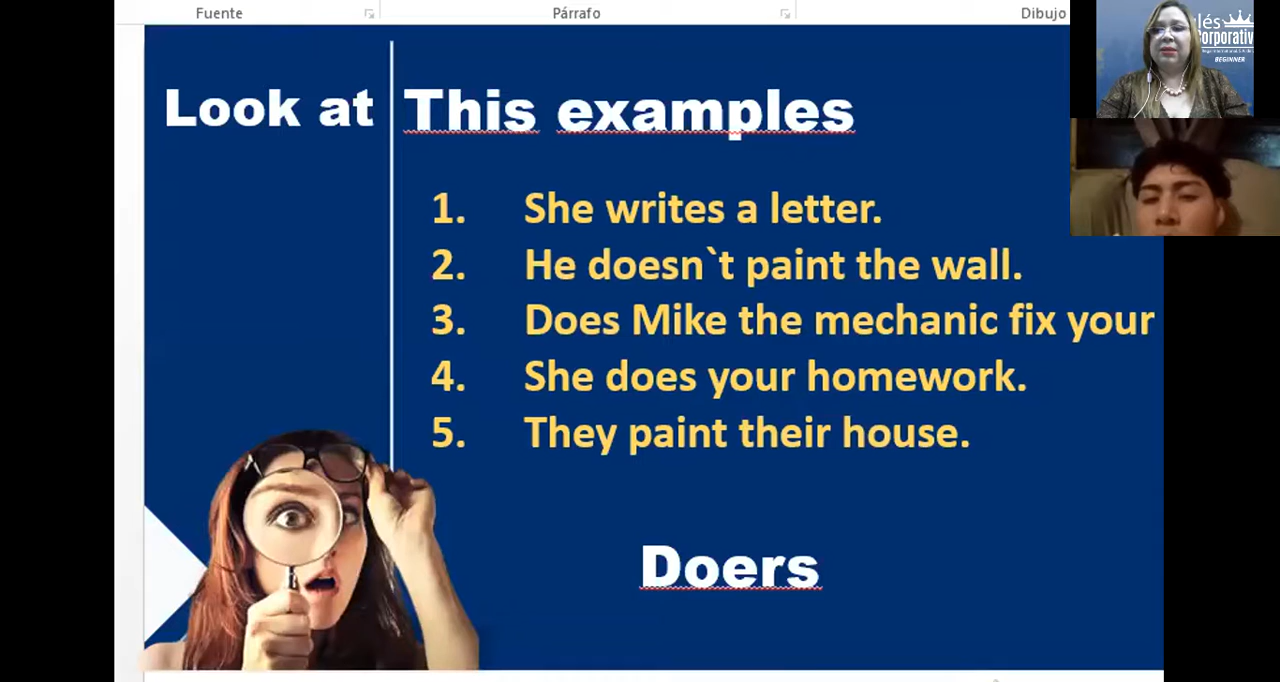 Fuente Párrafo Dibujo
Look at This examples
1. She writes a letter.
2. He doesn`t paint the wall.
3. Does Mike the mechanic fix your
4. She does your homework.
5. They paint their house.
Doers
BEGINNER